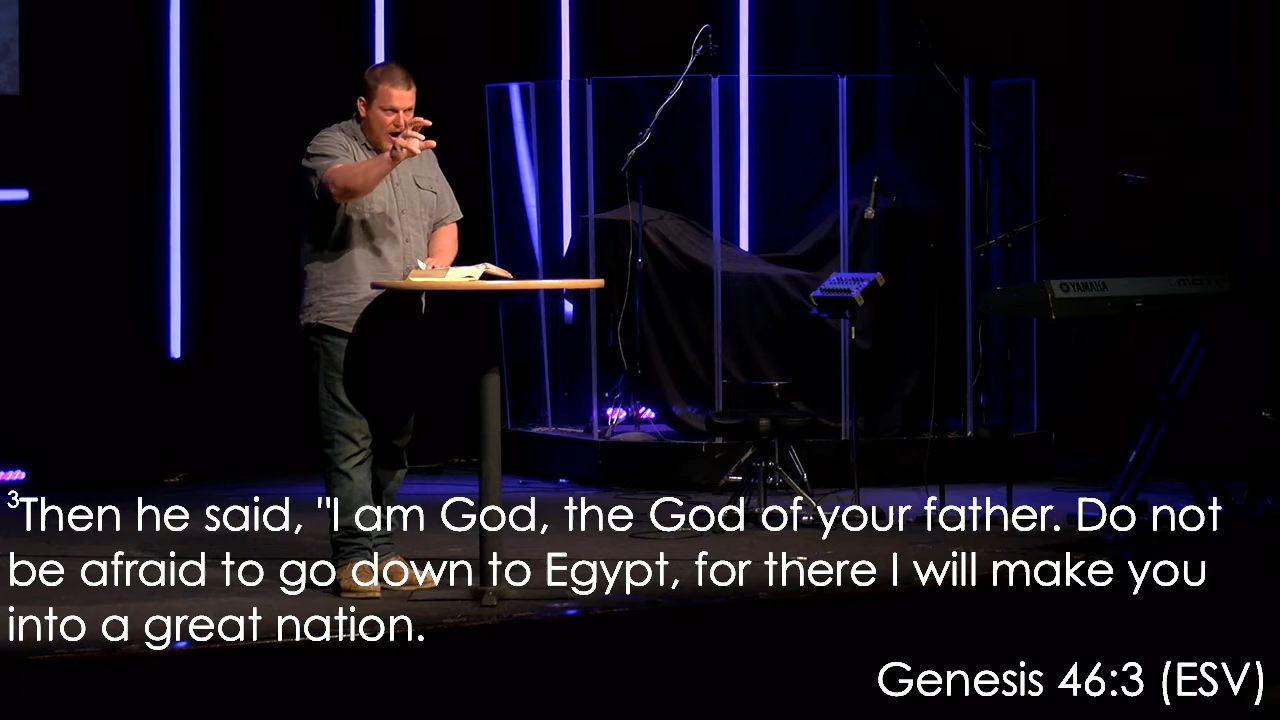 YAMAHA
³Then he said, "I am God, the God of your father. Do not
be afraid to go down to Egypt, for there I will make you
into a great nation.
Genesis 46:3 (ESV)